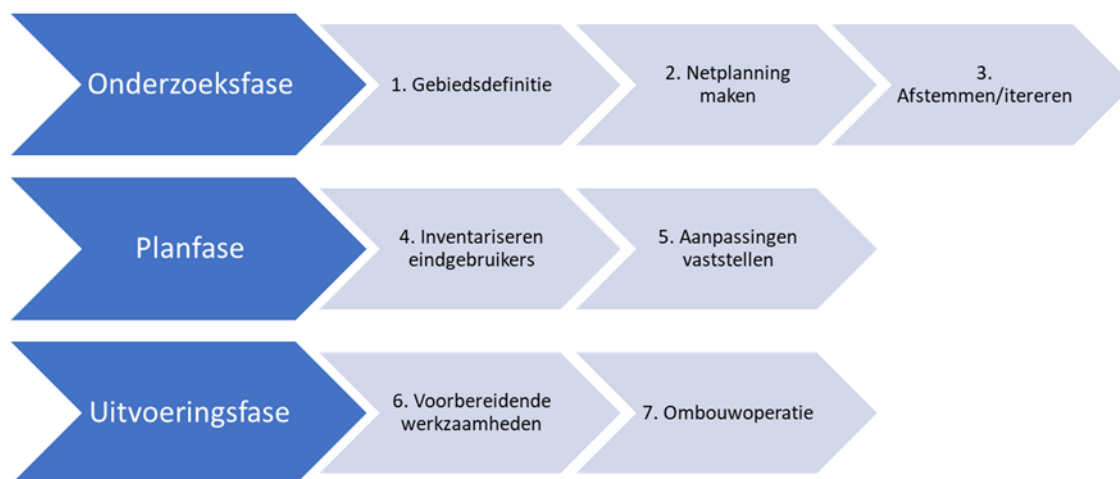 Onderzoeksfase
1. Gebiedsdefinitie
2. Netplanning
maken
3.
Afstemmen/itereren
Planfase
4. Inventariseren
eindgebruikers
5. Aanpassingen
vaststellen
Uitvoeringsfase
6. Voorbereidende
werkzaamheden
7. Ombouwoperatie